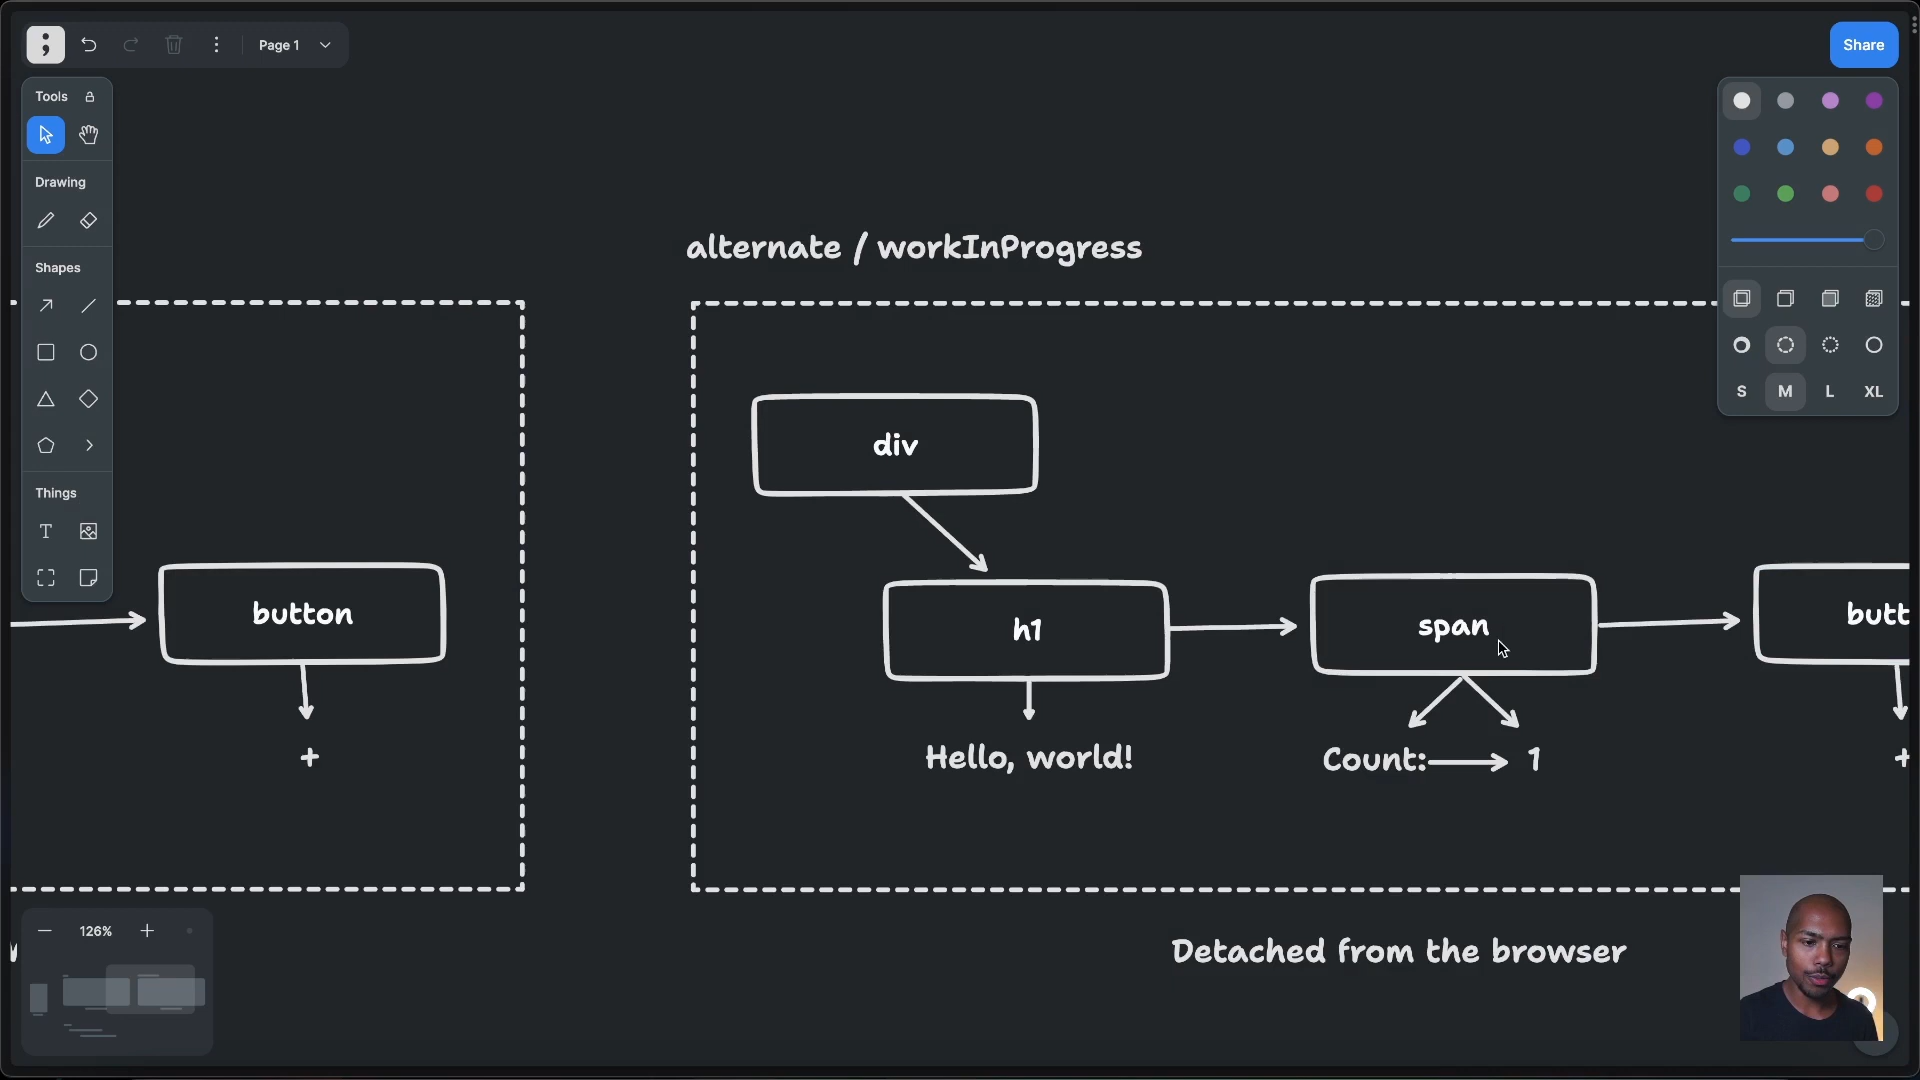 Page 1
Share
Tools
Drawing
Shapes
Things
S M L XL
alternate / workInProgress
div
button
h1
span
butt
+
Hello, world!
Count: 1
+
Detached from the browser
126%